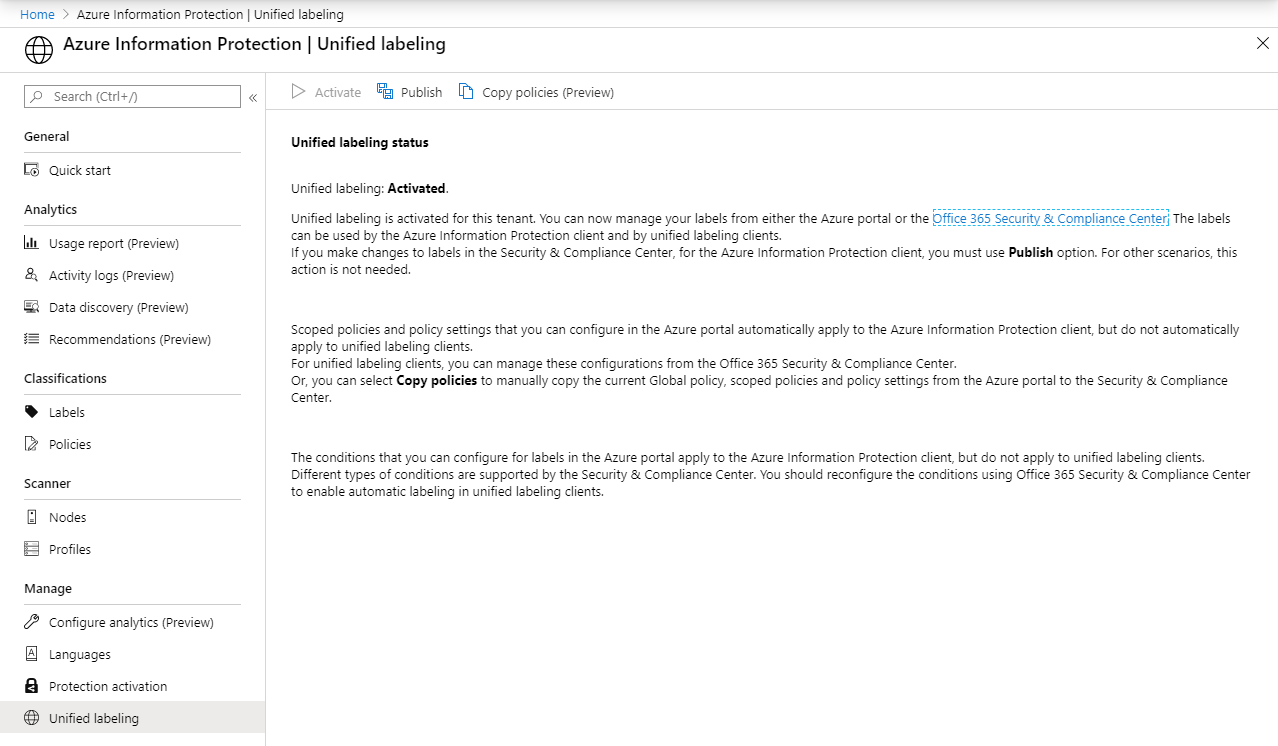 Home > Azure Information Protection | Unified labeling
Azure Information Protection | Unified labeling
Search (Ctrl+/)
«
General
Quick start
Analytics
Usage report (Preview)
Activity logs (Preview)
Data discovery (Preview)
Recommendations (Preview)
Classifications
Labels
Policies
Scanner
Nodes
Profiles
Manage
Configure analytics (Preview)
Languages
Protection activation
Unified labeling
Activate Publish Copy policies (Preview)
Unified labeling status
Unified labeling: Activated.
Unified labeling is activated for this tenant. You can now manage your labels from either the Azure portal or the Office 365 Security & Compliance Center. The labels
can be used by the Azure Information Protection client and by unified labeling clients.
If you make changes to labels in the Security & Compliance Center, for the Azure Information Protection client, you must use Publish option. For other scenarios, this
action is not needed.
Scoped policies and policy settings that you can configure in the Azure portal automatically apply to the Azure Information Protection client, but do not automatically
apply to unified labeling clients.
For unified labeling clients, you can manage these configurations from the Office 365 Security & Compliance Center.
Or, you can select Copy policies to manually copy the current Global policy, scoped policies and policy settings from the Azure portal to the Security & Compliance
Center.
The conditions that you can configure for labels in the Azure portal apply to the Azure Information Protection client, but do not apply to unified labeling clients.
Different types of conditions are supported by the Security & Compliance Center. You should reconfigure the conditions using Office 365 Security & Compliance Center
to enable automatic labeling in unified labeling clients.